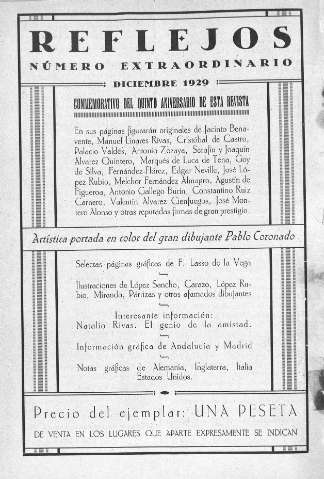 REFLEJOS
NÚMERO EXTRAORDINARIO
DICIEMBRE 1929
CONMEMORATIVO DEL QUINTO ANIVERSARIO DE ESTA REVISTA
En sus páginas figurarán originales de Jacinto Bena-
vente, Manuel Linares Rivas, Cristóbal de Castro,
Palacio Valdés, Antonio Zozaya, Serafín y Joaquín
Alvarez Quintero, Marqués de Luca de Tena, Goy
de Silva, Fernández Flórez, Edgar Neville, José Ló-
pez Rubio, Melchor Fernández Almagro, Agustín de
Figueroa, Antonio Gallego Burín, Constantino Ruiz
Carnero, Valentín Alvarez Cienfuegos, José Mon-
tero Alonso y otras reputadas firmas de gran prestigio.
Artística portada en color del gran dibujante Pablo Coronado
Selectas páginas gráficas de F. Lasso de la Vega
Ilustraciones de López Sancho, Carazo, López Ru-
bio, Miranda, y otros afamados dibujantes
Interesante información:
Natalio Rivas. El genio de la amistad.
Información gráfica de Andalucía y Madrid
Notas gráficas de Alemania, Inglaterra, Italia
Estados Unidos.
Precio del ejemplar: UNA PESETA
DE VENTA EN LOS LUGARES QUE APARTE EXPRESAMENTE SE INDICAN